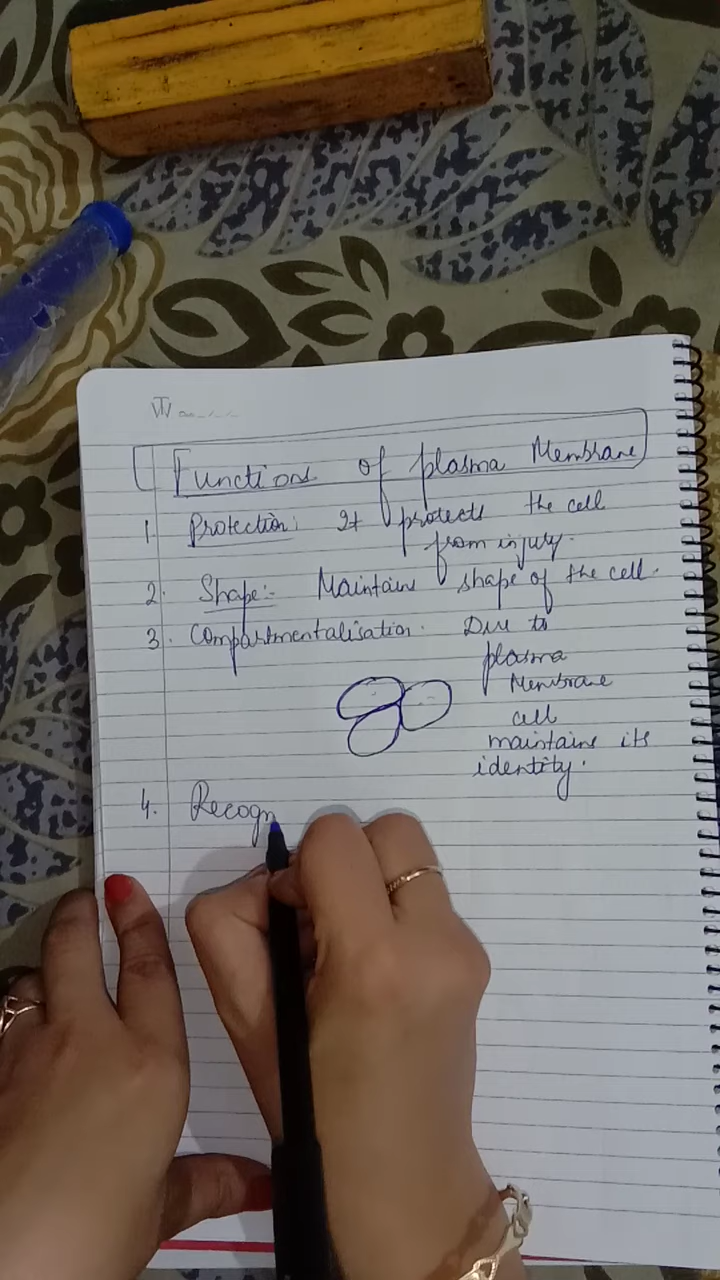 Functions of plasma Membrane
1. Protection: It protects the cell
from injury.
2. Shape:- Maintains shape of the cell.
3. Compartmentalisation. Due to
plasma
Membrane
cell
maintains its
identity.
4. Recogn